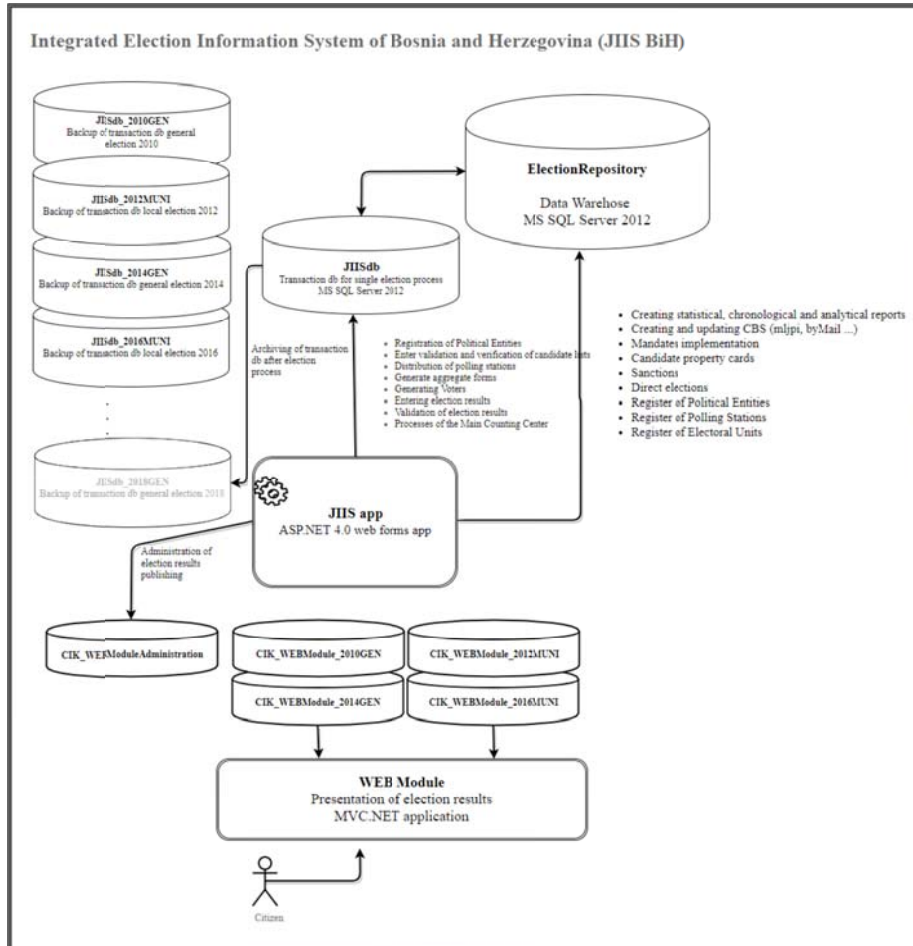 Integrated Election Information System of Bosnia and Herzegovina (JIIS BiH)
JIISdb_2010GEN
Backup of transaction db general
election 2010
JIISdb_2012MUNI
Backup of transaction db local election 2012
JIISdb_2014GEN
Backup of transaction db general election 2014
JIISdb_2016MUNI
Backup of transaction db local election 2016
JIISdb_2018GEN
Backup of transaction db general election 2018
ElectionRepository
Data Warehose
MS SQL Server 2012
JIISdb
Transaction db for single election process
MS SQL Server 2012
Archiving of transaction
db after election
process
• Registration of Political Entities
• Enter validation and verification of candidate lists
• Distribution of polling stations
• Generate aggregate forms
• Generating Voters
• Entering election results
• Validation of election results
• Processes of the Main Counting Center
• Creating statistical, chronological and analytical reports
• Creating and updating CBS (mljpi, byMail ...)
• Mandates implementation
• Candidate property cards
• Sanctions
• Direct elections
• Register of Political Entities
• Register of Polling Stations
• Register of Electoral Units
JIIS app
ASP.NET 4.0 web forms app
Administration of
election results
publishing
CIK_WEBModuleAdministration
CIK_WEBModule_2010GEN
CIK_WEBModule_2012MUNI
CIK_WEBModule_2014GEN
CIK_WEBModule_2016MUNI
WEB Module
Presentation of election results
MVC.NET application
Citizen